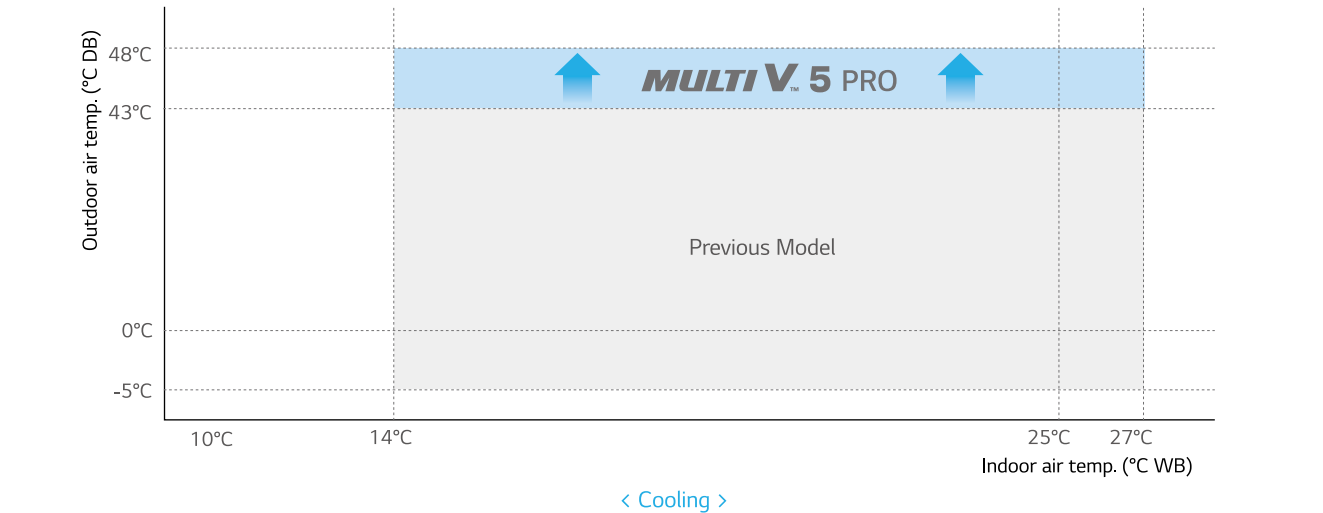 Outdoor air temp. (°C DB)
48°C
MULTI V™ 5 PRO
43°C
Previous Model
0°C
-5°C
10°C
14°C
25°C
27°C
Indoor air temp. (°C WB)
< Cooling >